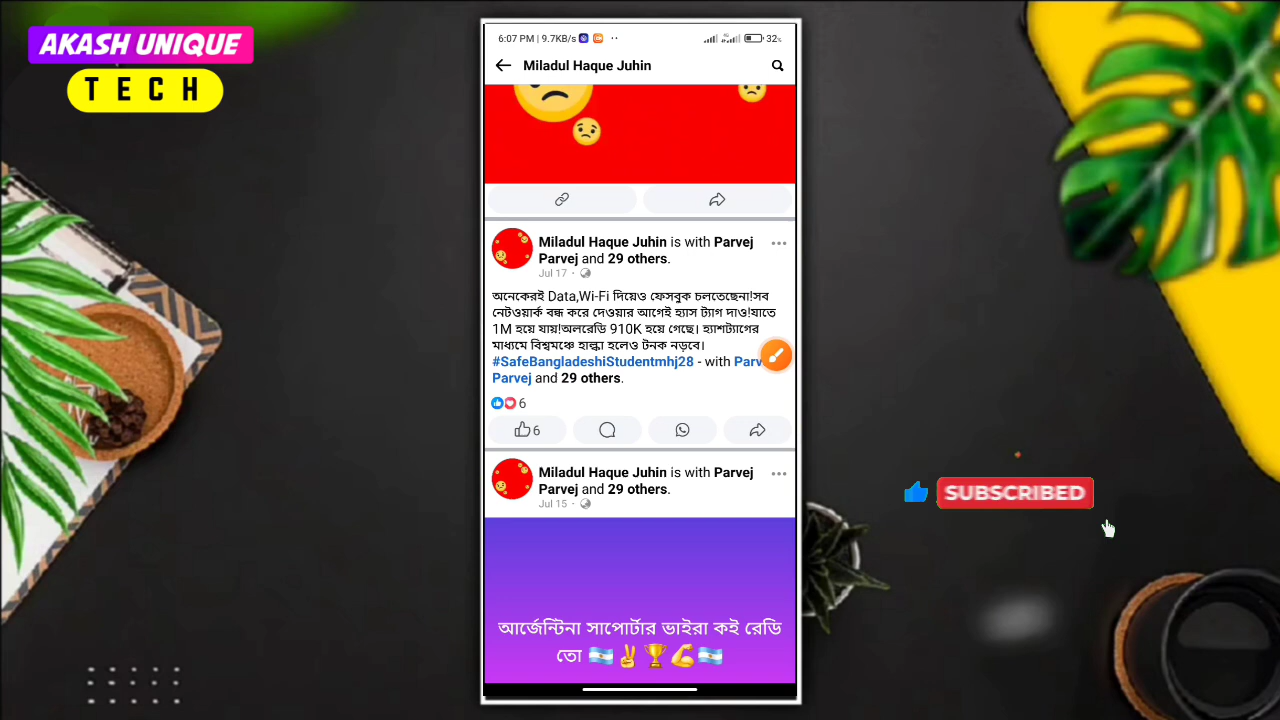 AKASH UNIQUE
TECH
6:07 PM | 9.7KB/s
32%
Miladul Haque Juhin
Miladul Haque Juhin is with Parvej
Parvej and 29 others.
Jul 17 ·
অনেকেরই Data,Wi-Fi দিয়েও ফেসবুক চলতেছেনা!সব
নেটওয়ার্ক বন্ধ করে দেওয়ার আগেই হ্যাস ট্যাগ দাও!যাতে
1M হয়ে যায়!অলরেডি 910K হয়ে গেছে। হ্যাশট্যাগের
মাধ্যমে বিশ্বমঞ্চে হাল্কা হলেও টনক নড়বে।
#SafeBangladeshiStudentmhj28 - with Parv
Parvej and 29 others.
6
6
Miladul Haque Juhin is with Parvej
Parvej and 29 others.
Jul 15 ·
SUBSCRIBED
আর্জেন্টিনা সাপোর্টার ভাইরা কই রেডি
তো 🇦🇷✌🏆💪🇦🇷